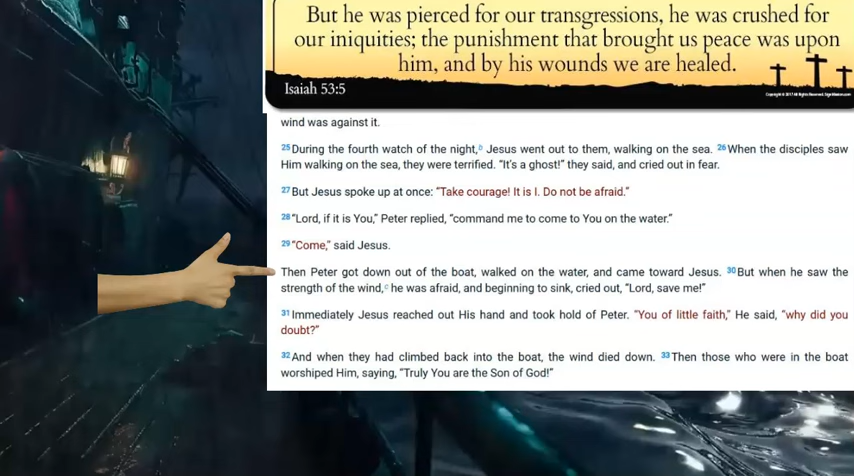 But he was pierced for our transgressions, he was crushed for
our iniquities; the punishment that brought us peace was upon
him, and by his wounds we are healed.
Isaiah 53:5
wind was against it.
25 During the fourth watch of the night,b Jesus went out to them, walking on the sea. 26 When the disciples saw
Him walking on the sea, they were terrified. “It’s a ghost!” they said, and cried out in fear.
27 But Jesus spoke up at once: “Take courage! It is I. Do not be afraid.”
28 “Lord, if it is You,” Peter replied, “command me to come to You on the water.”
29 “Come,” said Jesus.
Then Peter got down out of the boat, walked on the water, and came toward Jesus. 30 But when he saw the
strength of the wind,c he was afraid, and beginning to sink, cried out, “Lord, save me!”
31 Immediately Jesus reached out His hand and took hold of Peter. “You of little faith,” He said, “why did you
doubt?”
32 And when they had climbed back into the boat, the wind died down. 33 Then those who were in the boat
worshiped Him, saying, “Truly You are the Son of God!”